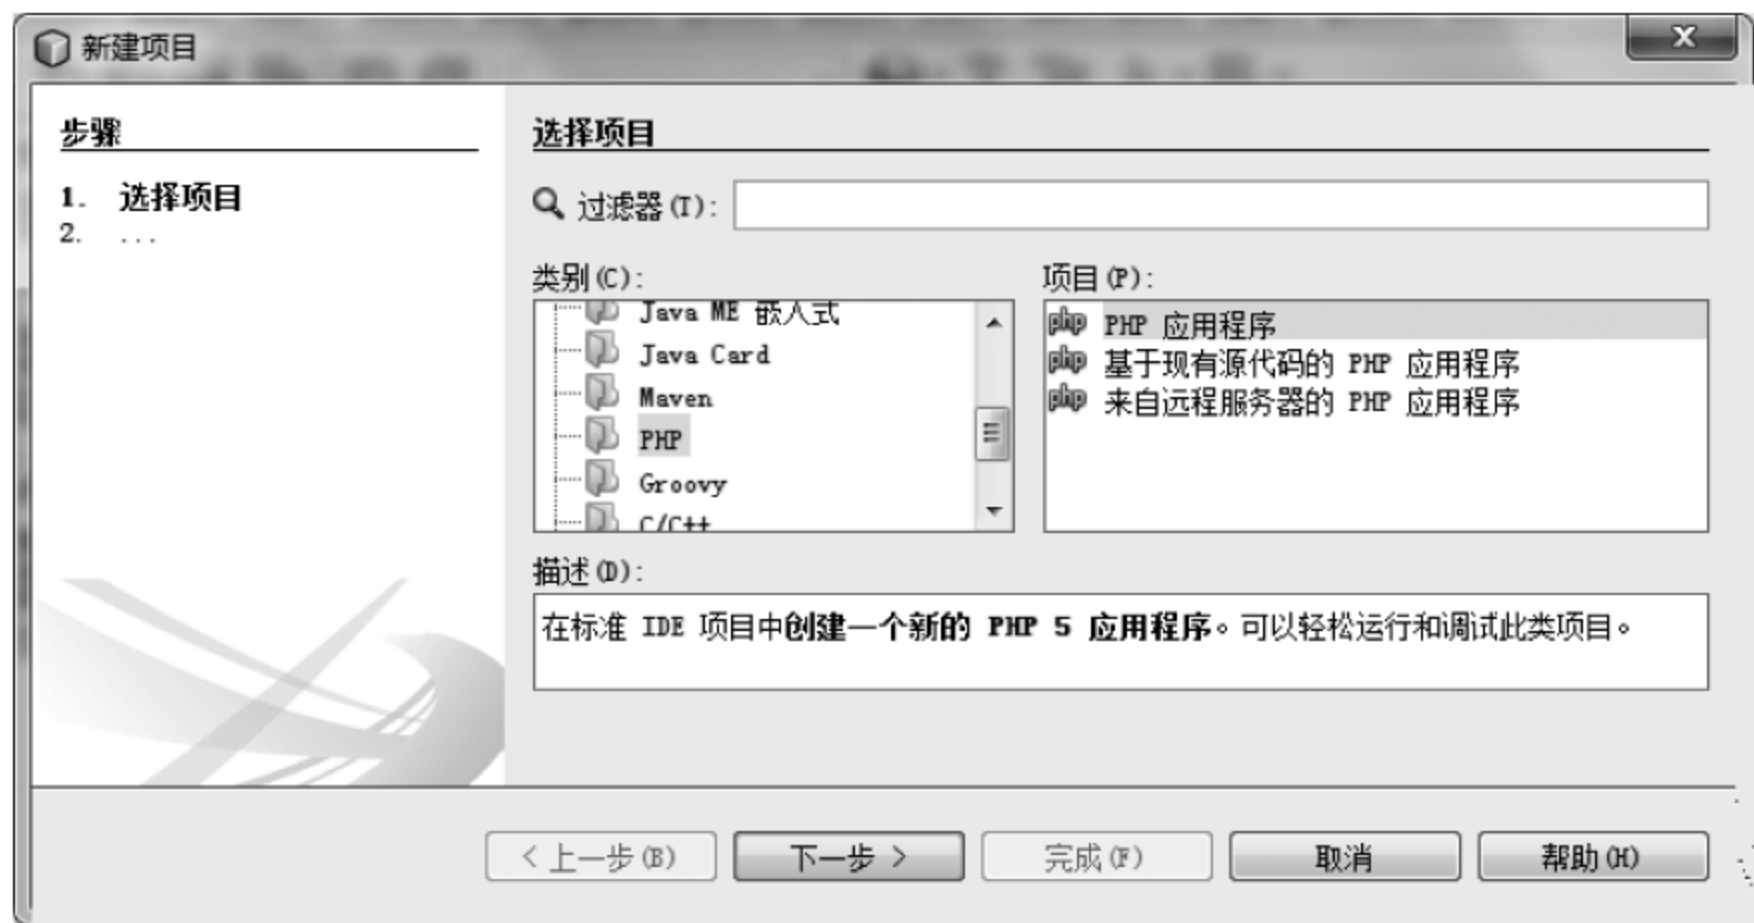 新建项目
步骤
1. 选择项目
2. ...
选择项目
过滤器(T):
类别(C):
Java ME 嵌入式
Java Card
Maven
PHP
Groovy
C/C++
项目(P):
PHP 应用程序
基于现有源代码的 PHP 应用程序
来自远程服务器的 PHP 应用程序
描述(D):
在标准 IDE 项目中创建一个新的 PHP 5 应用程序。可以轻松运行和调试此类项目。
< 上一步(B)
下一步 >
完成(F)
取消
帮助(H)